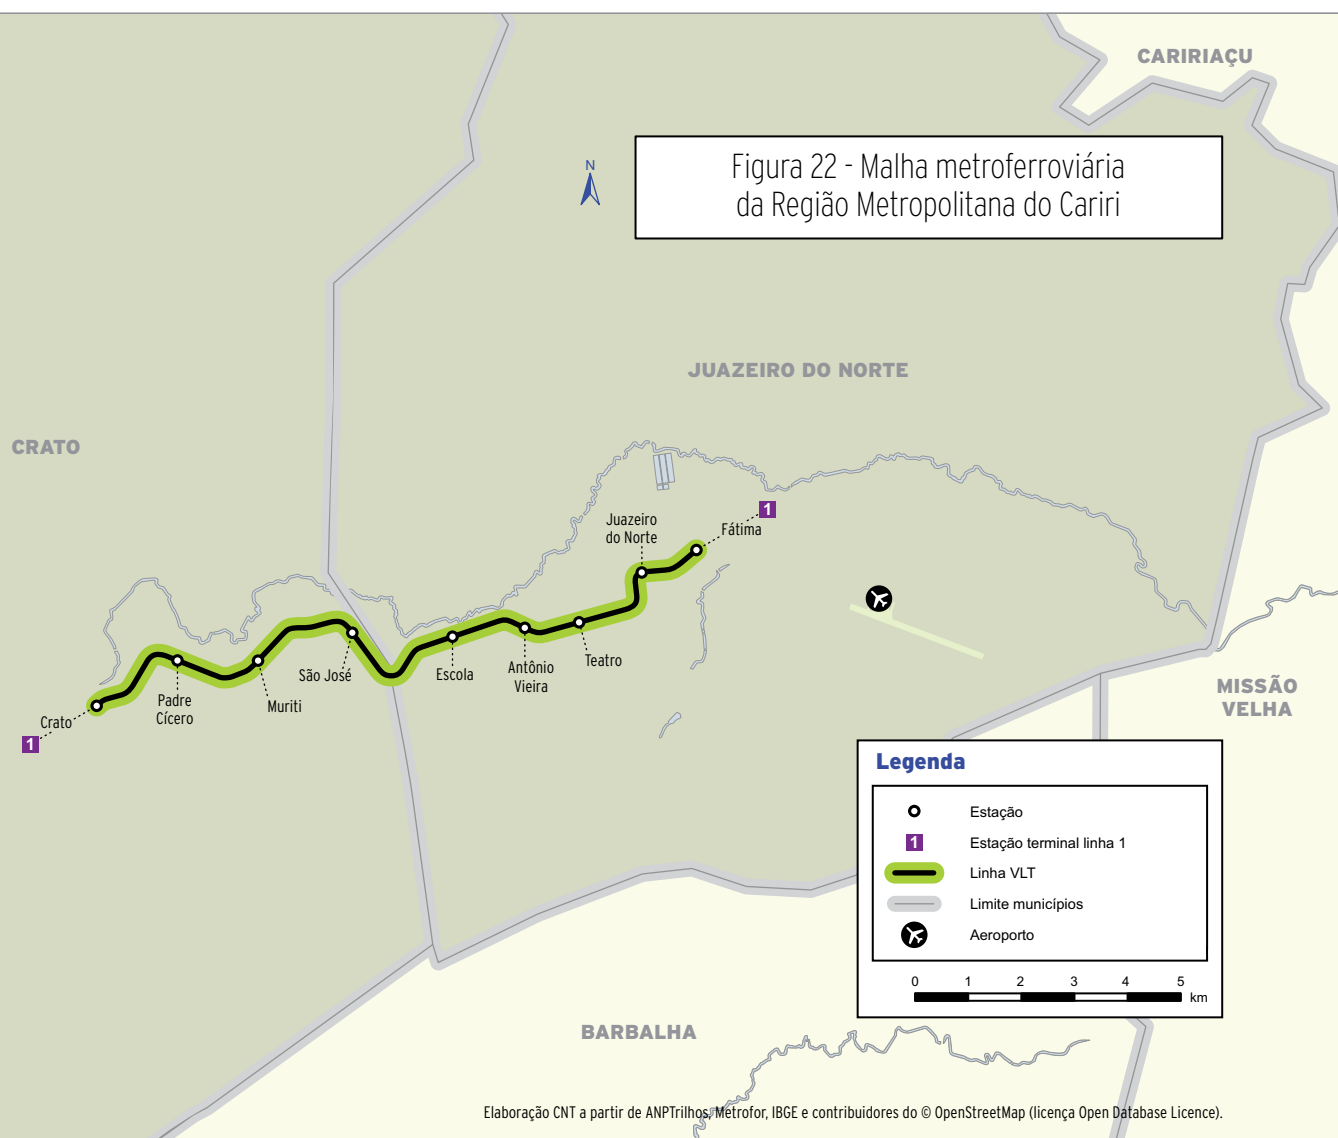 CARIRIAÇU
N
Figura 22 - Malha metroferroviária
da Região Metropolitana do Cariri
JUAZEIRO DO NORTE
CRATO
1
Juazeiro
do Norte
Fátima
São José
Escola
Antônio
Vieira
Teatro
Padre
Cícero
Muriti
Crato
1
MISSÃO
VELHA
Legenda
Estação
1 Estação terminal linha 1
Linha VLT
Limite municípios
Aeroporto
0 1 2 3 4 5
km
BARBALHA
Elaboração CNT a partir de ANPTrilhos, Metrofor, IBGE e contribuidores do © OpenStreetMap (licença Open Database Licence).